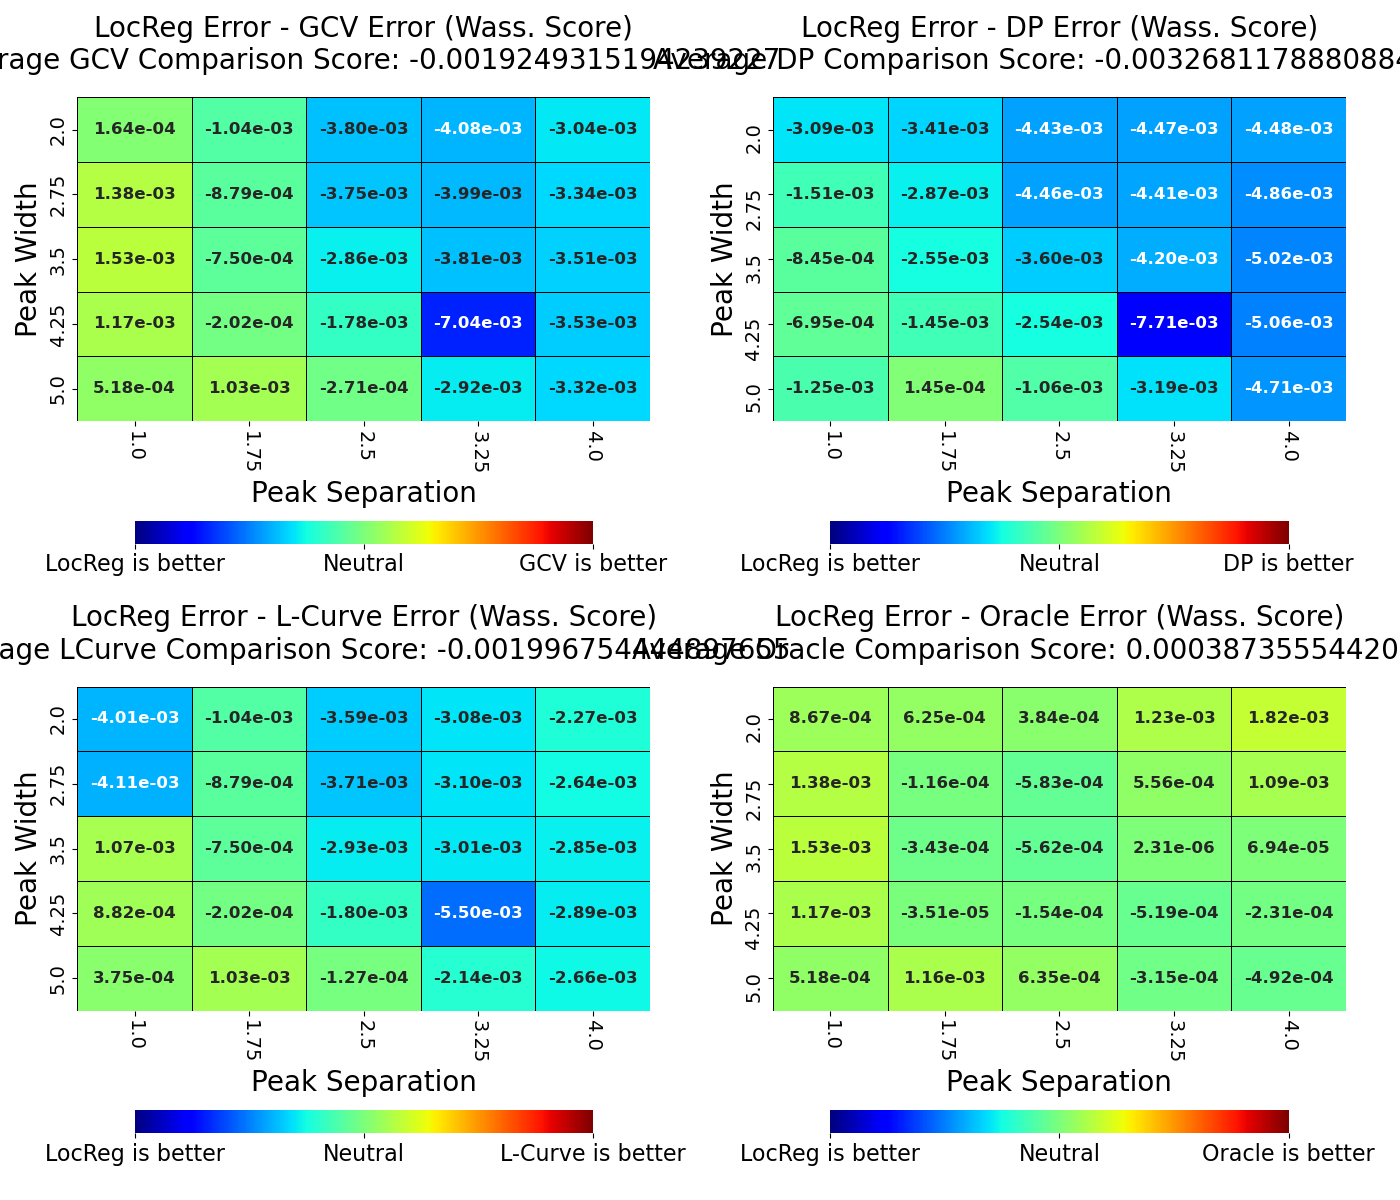 LocReg Error - GCV Error (Wass. Score)
rage GCV Comparison Score: -0.0019249315194239227
2.0 1.64e-04 -1.04e-03 -3.80e-03 -4.08e-03 -3.04e-03
2.75 1.38e-03 -8.79e-04 -3.75e-03 -3.99e-03 -3.34e-03
3.5 1.53e-03 -7.50e-04 -2.86e-03 -3.81e-03 -3.51e-03
4.25 1.17e-03 -2.02e-04 -1.78e-03 -7.04e-03 -3.53e-03
5.0 5.18e-04 1.03e-03 -2.71e-04 -2.92e-03 -3.32e-03
Peak Width
1.0 1.75 2.5 3.25 4.0
Peak Separation
LocReg is better Neutral GCV is better
LocReg Error - DP Error (Wass. Score)
Average DP Comparison Score: -0.003268117888088
2.0 -3.09e-03 -3.41e-03 -4.43e-03 -4.47e-03 -4.48e-03
2.75 -1.51e-03 -2.87e-03 -4.46e-03 -4.41e-03 -4.86e-03
3.5 -8.45e-04 -2.55e-03 -3.60e-03 -4.20e-03 -5.02e-03
4.25 -6.95e-04 -1.45e-03 -2.54e-03 -7.71e-03 -5.06e-03
5.0 -1.25e-03 1.45e-04 -1.06e-03 -3.19e-03 -4.71e-03
Peak Width
1.0 1.75 2.5 3.25 4.0
Peak Separation
LocReg is better Neutral DP is better
LocReg Error - L-Curve Error (Wass. Score)
age LCurve Comparison Score:
2.0 -4.01e-03 -1.04e-03 -3.59e-03 -3.08e-03 -2.27e-03
2.75 -4.11e-03 -8.79e-04 -3.71e-03 -3.10e-03 -2.64e-03
3.5 1.07e-03 -7.50e-04 -2.93e-03 -3.01e-03 -2.85e-03
4.25 8.82e-04 -2.02e-04 -1.80e-03 -5.50e-03 -2.89e-03
5.0 3.75e-04 1.03e-03 -1.27e-04 -2.14e-03 -2.66e-03
Peak Width
1.0 1.75 2.5 3.25 4.0
Peak Separation
LocReg is better Neutral L-Curve is better
LocReg Error - Oracle Error (Wass. Score)
Average Oracle Comparison Score: 0.00038735554420
2.0 8.67e-04 6.25e-04 3.84e-04 1.23e-03 1.82e-03
2.75 1.38e-03 -1.16e-04 -5.83e-04 5.56e-04 1.09e-03
3.5 1.53e-03 -3.43e-04 -5.62e-04 2.31e-06 6.94e-05
4.25 1.17e-03 -3.51e-05 -1.54e-04 -5.19e-04 -2.31e-04
5.0 5.18e-04 1.16e-03 6.35e-04 -3.15e-04 -4.92e-04
Peak Width
1.0 1.75 2.5 3.25 4.0
Peak Separation
LocReg is better Neutral Oracle is better